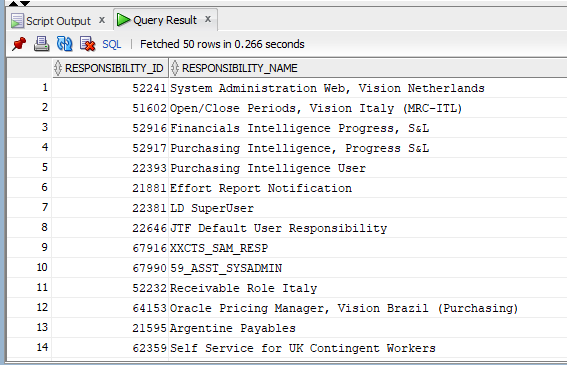 Script Output x Query Result x
SQL | Fetched 50 rows in 0.266 seconds
RESPONSIBILITY_ID RESPONSIBILITY_NAME
1 52241 System Administration Web, Vision Netherlands
2 51602 Open/Close Periods, Vision Italy (MRC-ITL)
3 52916 Financials Intelligence Progress, S&L
4 52917 Purchasing Intelligence, Progress S&L
5 22393 Purchasing Intelligence User
6 21881 Effort Report Notification
7 22381 LD SuperUser
8 22646 JTF Default User Responsibility
9 67916 XXCTS_SAM_RESP
10 67990 59_ASST_SYSADMIN
11 52232 Receivable Role Italy
12 64153 Oracle Pricing Manager, Vision Brazil (Purchasing)
13 21595 Argentine Payables
14 62359 Self Service for UK Contingent Workers